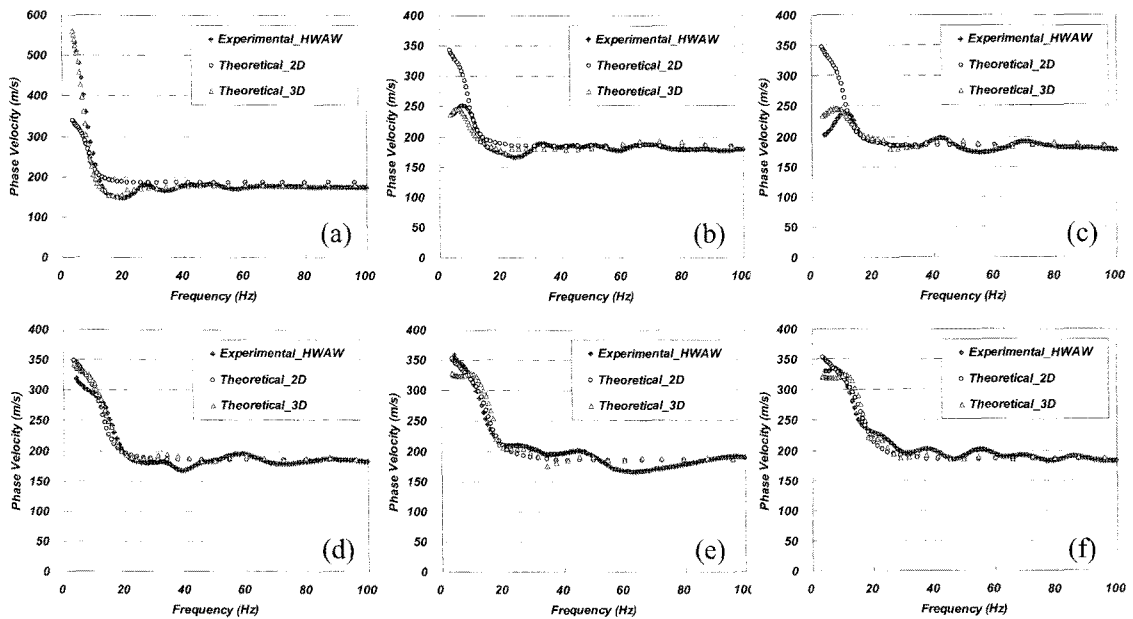 600
500
400
300
200
100
0
Phase Velocity (m/s)
Experimental_HWAW
Theoretical_2D
Theoretical_3D
(a)
0 20 40 60 80 100
Frequency (Hz)
400
350
300
250
200
150
100
50
0
Phase Velocity (m/s)
Experimental_HWAW
Theoretical_2D
Theoretical_3D
(b)
0 20 40 60 80 100
Frequency (Hz)
400
350
300
250
200
150
100
50
0
Phase Velocity (m/s)
Experimental_HWAW
Theoretical_2D
Theoretical_3D
(c)
0 20 40 60 80 100
Frequency (Hz)
400
350
300
250
200
150
100
50
0
Phase Velocity (m/s)
Experimental_HWAW
Theoretical_2D
Theoretical_3D
(d)
0 20 40 60 80 100
Frequency (Hz)
400
350
300
250
200
150
100
50
0
Phase Velocity (m/s)
Experimental_HWAW
Theoretical_2D
Theoretical_3D
(e)
0 20 40 60 80 100
Frequency (Hz)
400
350
300
250
200
150
100
50
0
Phase Velocity (m/s)
Experimental_HWAW
Theoretical_2D
Theoretical_3D
(f)
0 20 40 60 80 100
Frequency (Hz)